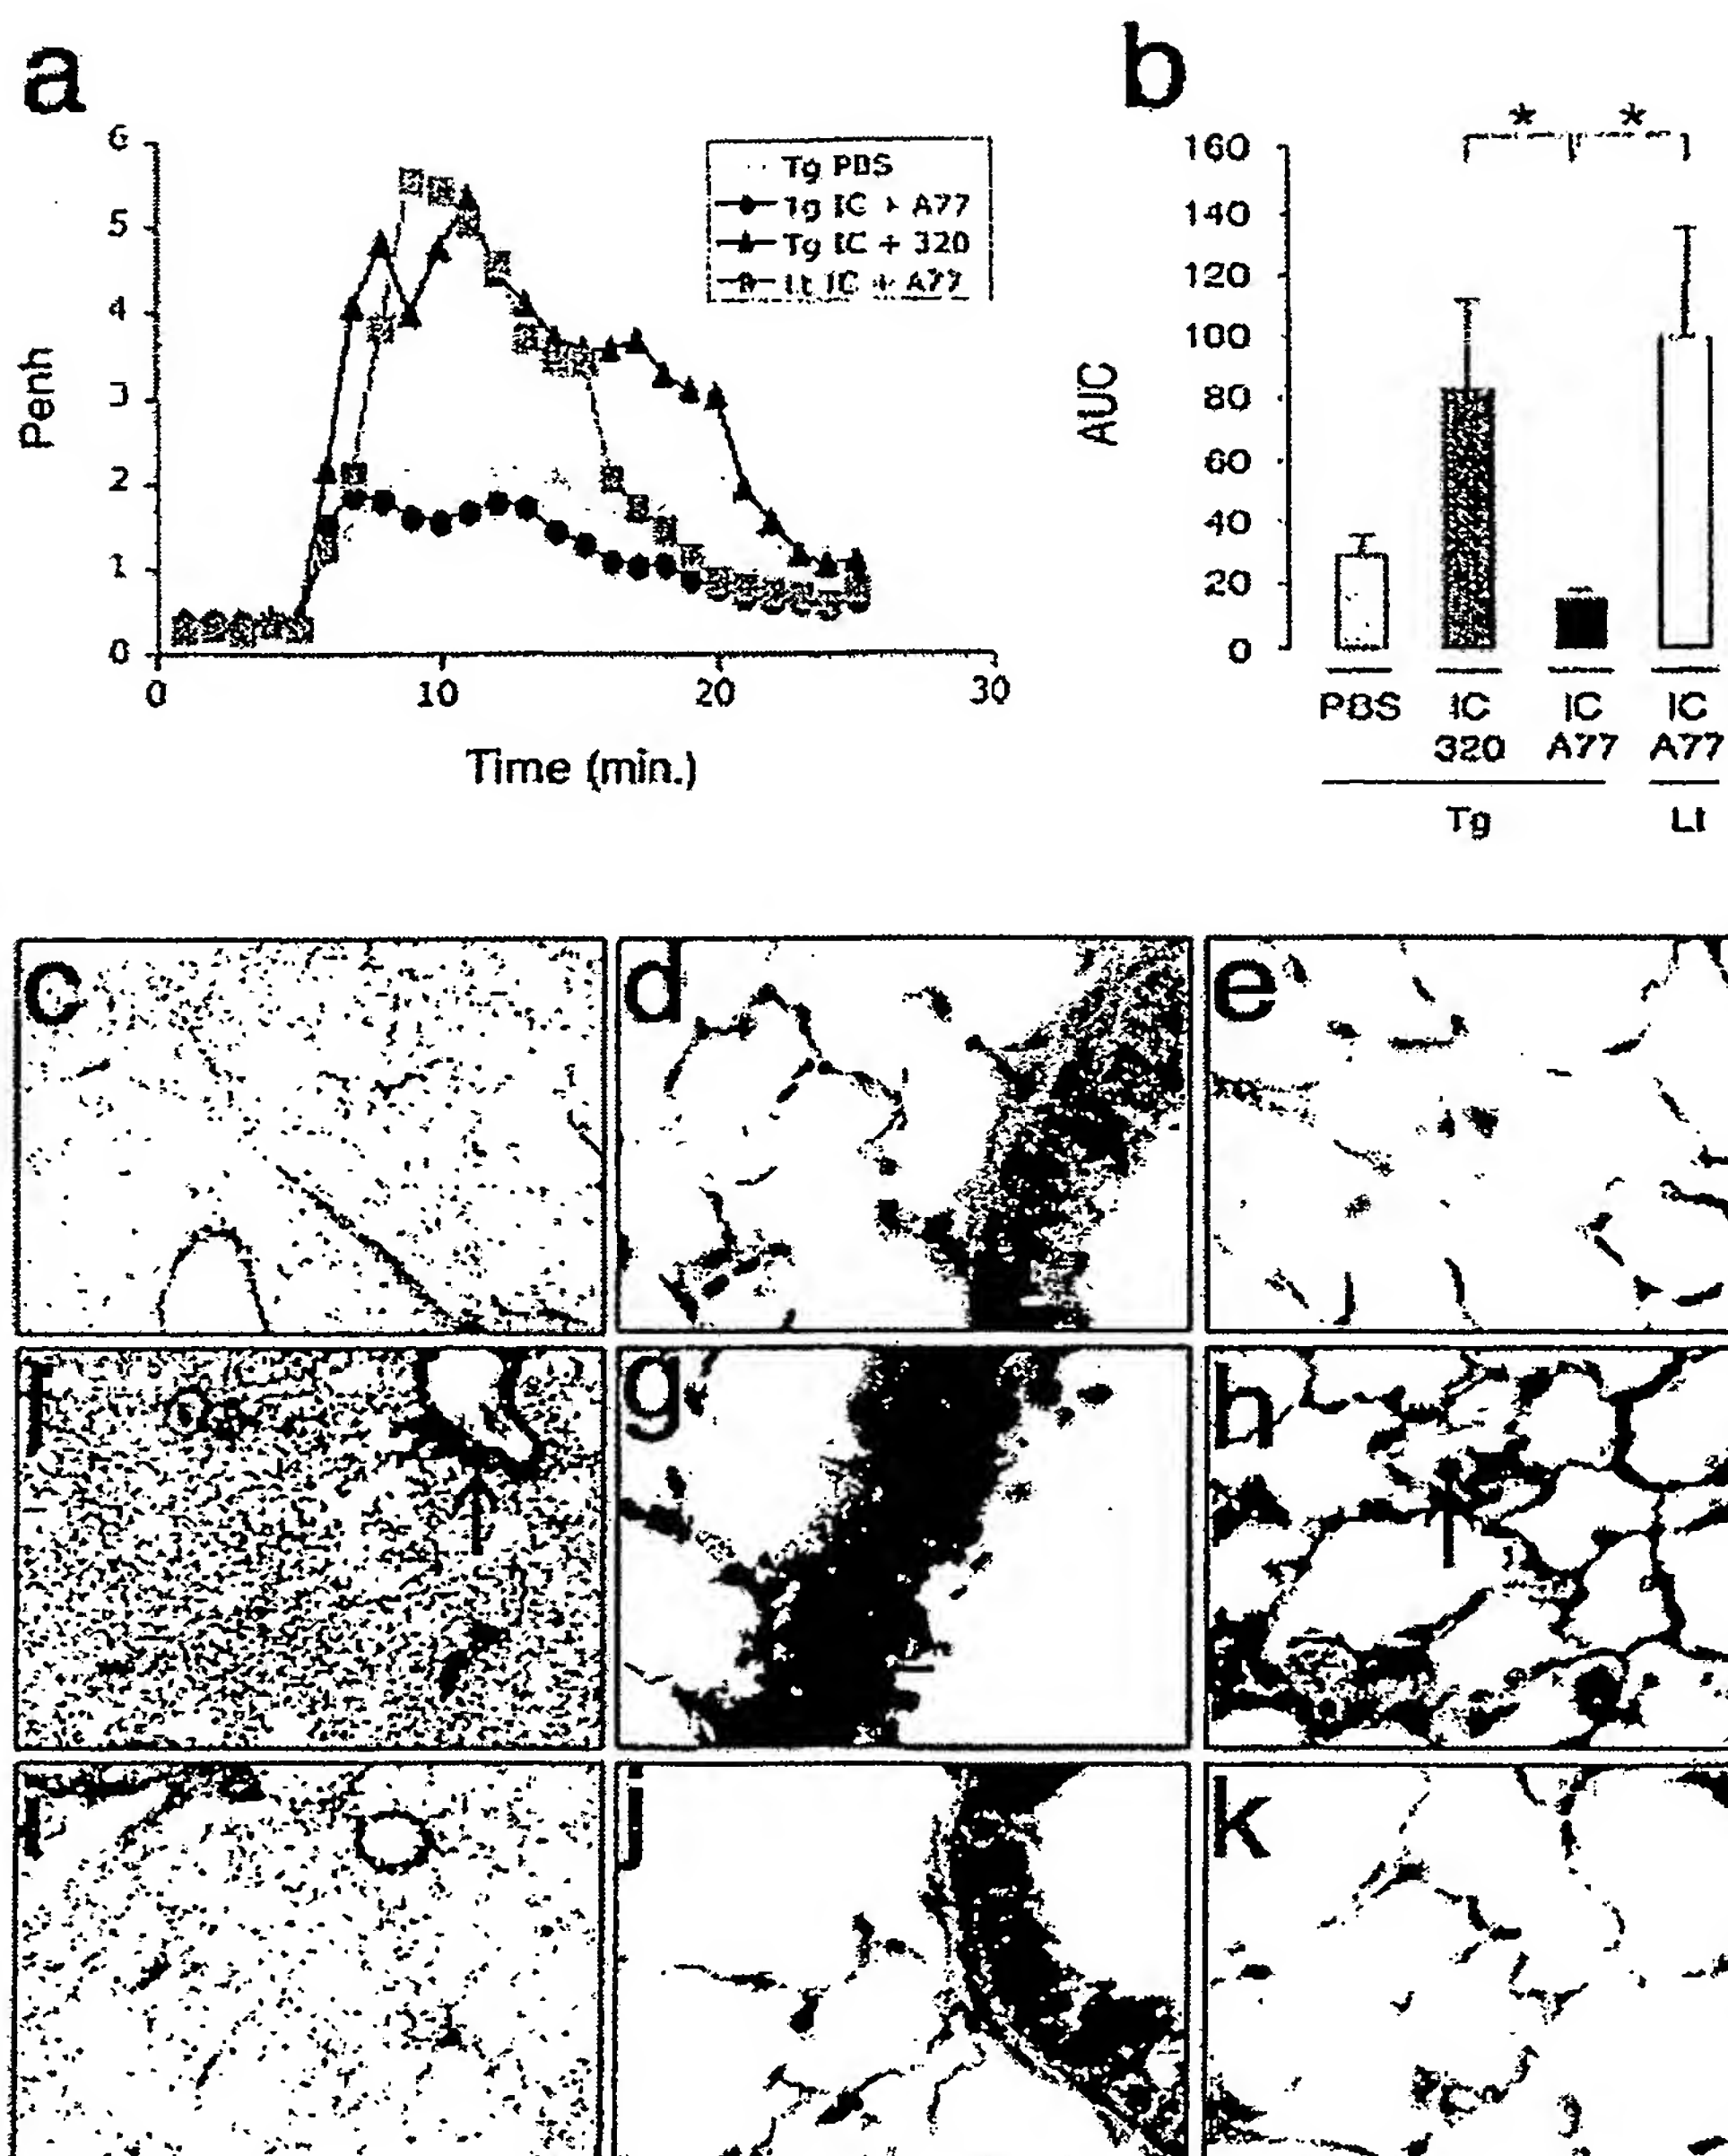 a
6
5
4
3
2
1
0
Penh
0 10 20 30
Time (min.)
Tg PBS
Tg IC + A77
Tg IC + 320
Lt IC + A77
b
* *
160
140
120
100
80
60
40
20
0
AUC
PBS IC IC IC
320 A77 A77
Tg Lt
c d e
f g h
i j k